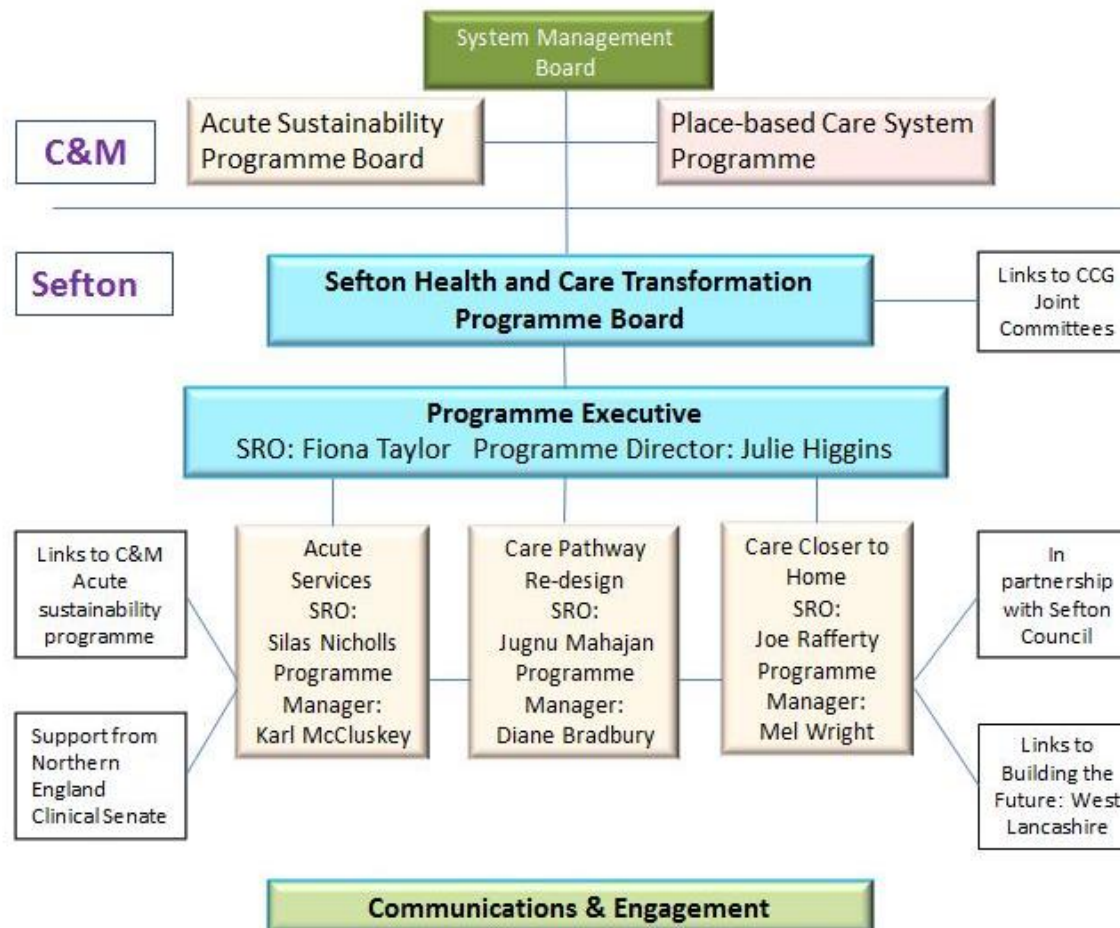 System Management
Board
C&M
Acute Sustainability
Programme Board
Place-based Care System
Programme
Sefton
Sefton Health and Care Transformation
Programme Board
Links to CCG
Joint
Committees
Programme Executive
SRO: Fiona Taylor   Programme Director: Julie Higgins
Links to C&M
Acute
sustainability
programme
Support from
Northern
England
Clinical Senate
Acute
Services
SRO:
Silas Nicholls
Programme
Manager:
Karl McCluskey
Care Pathway
Re-design
SRO:
Jugnu Mahajan
Programme
Manager:
Diane Bradbury
Care Closer to
Home
SRO:
Joe Rafferty
Programme
Manager:
Mel Wright
In
partnership
with Sefton
Council
Links to
Building the
Future: West
Lancashire
Communications & Engagement